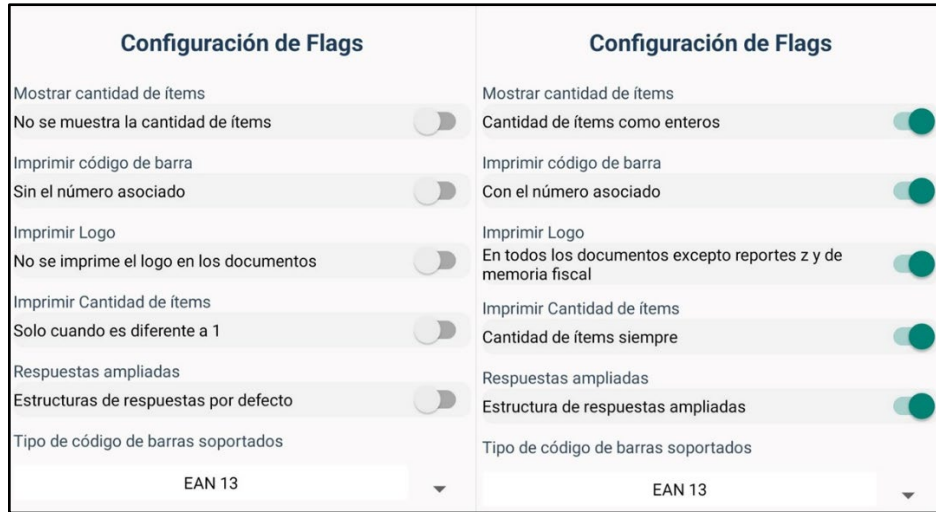 Configuración de Flags
Mostrar cantidad de ítems
No se muestra la cantidad de ítems
Imprimir código de barra
Sin el número asociado
Imprimir Logo
No se imprime el logo en los documentos
Imprimir Cantidad de ítems
Solo cuando es diferente a 1
Respuestas ampliadas
Estructuras de respuestas por defecto
Tipo de código de barras soportados
EAN 13
Configuración de Flags
Mostrar cantidad de ítems
Cantidad de ítems como enteros
Imprimir código de barra
Con el número asociado
Imprimir Logo
En todos los documentos excepto reportes z y de
memoria fiscal
Imprimir Cantidad de ítems
Cantidad de ítems siempre
Respuestas ampliadas
Estructura de respuestas ampliadas
Tipo de código de barras soportados
EAN 13